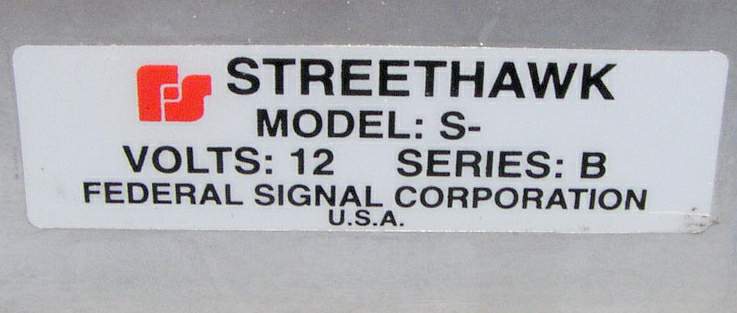 STREETHAWK
MODEL: S-
VOLTS: 12 SERIES: B
FEDERAL SIGNAL CORPORATION
U.S.A.